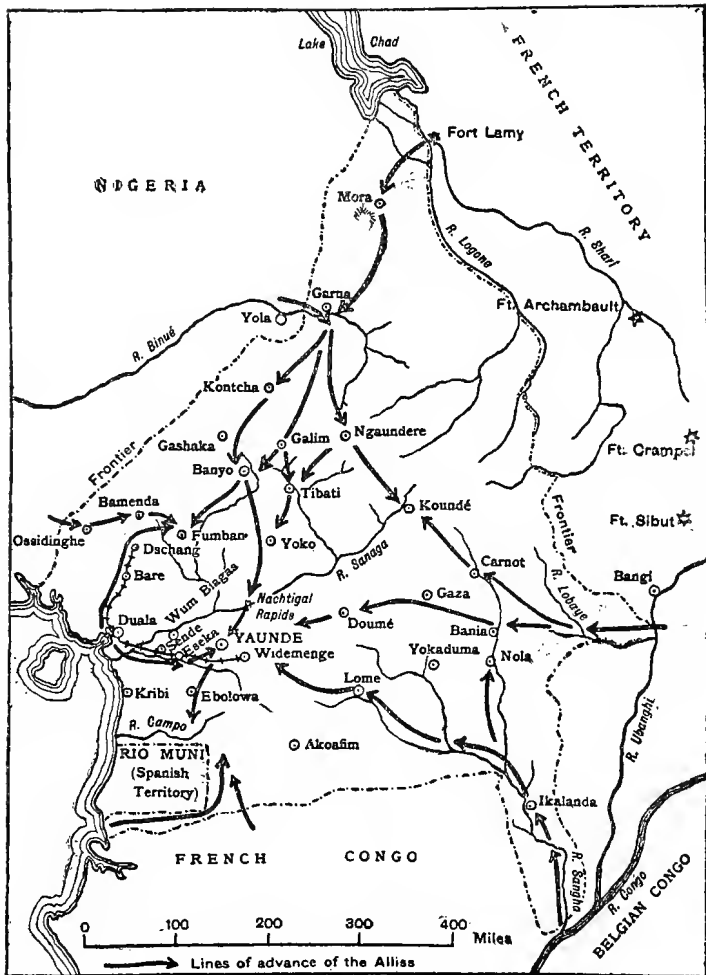 Lake Chad
FRENCH TERRITORY
Fort Lamy
NIGERIA
Mora
R. Logone
R. Shari
Garua
Yola
Ft. Archambault
R. Binué
Kontcha
Frontier
Gashaka
Galim
Ngaundere
Ft. Crampel
Banyo
Tibati
Koundé
Bamenda
Ossidinghe
Fumban
Yoko
Ft. Sibut
Dschang
R. Sanaga
Frontier
Carnot
Bare
Wum Biagas
Nachtigal
Rapids
Gaza
R. Lobaye
Bangi
Duala
Doumé
Bania
Sende
Eseka
YAUNDE
Widemenge
Yokaduma
Nola
Kribi
Ebolowa
Lome
R. Campo
Akoafim
R. Ubanghi
RIO MUNI
(Spanish
Territory)
Ikalanda
R. Sangha
FRENCH CONGO
R. Congo
BELGIAN CONGO
0 100 200 300 400
Miles
Lines of advance of the Allies